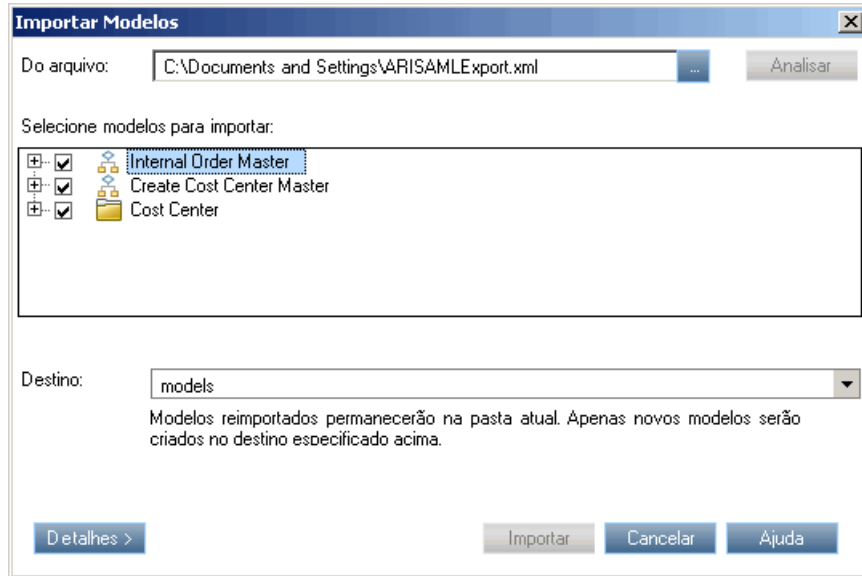 Importar Modelos
Do arquivo: C:\Documents and Settings\ARISAMLExport.xml ... Analisar
Selecione modelos para importar:
Internal Order Master
Create Cost Center Master
Cost Center
Destino: models
Modelos reimportados permanecerão na pasta atual. Apenas novos modelos serão
criados no destino especificado acima.
Detalhes > Importar Cancelar Ajuda